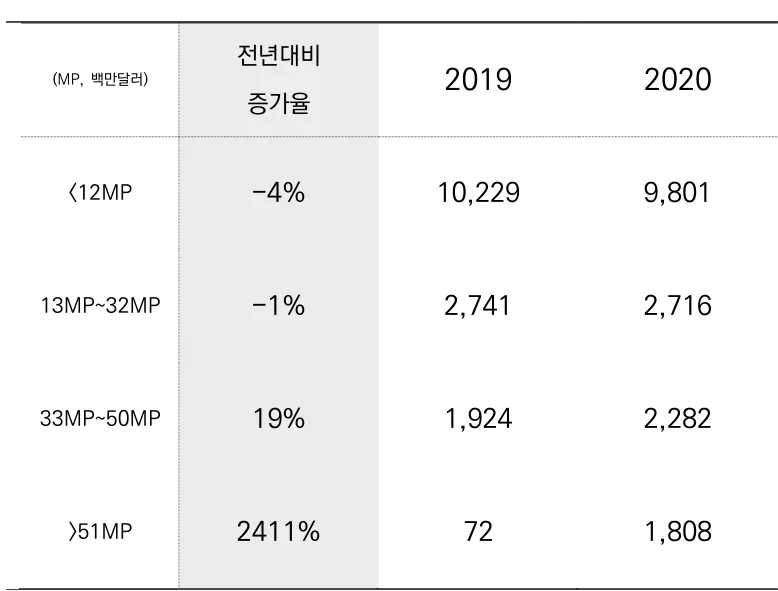 (MP, 백만달러) 전년대비 증가율 2019 2020
〈12MP -4% 10,229 9,801
13MP~32MP -1% 2,741 2,716
33MP~50MP 19% 1,924 2,282
〉51MP 2411% 72 1,808